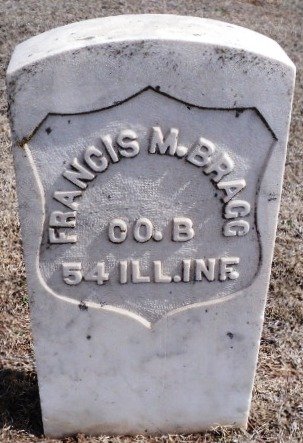 FRANCIS M. BRAGG
CO. B
54 ILL. INF.